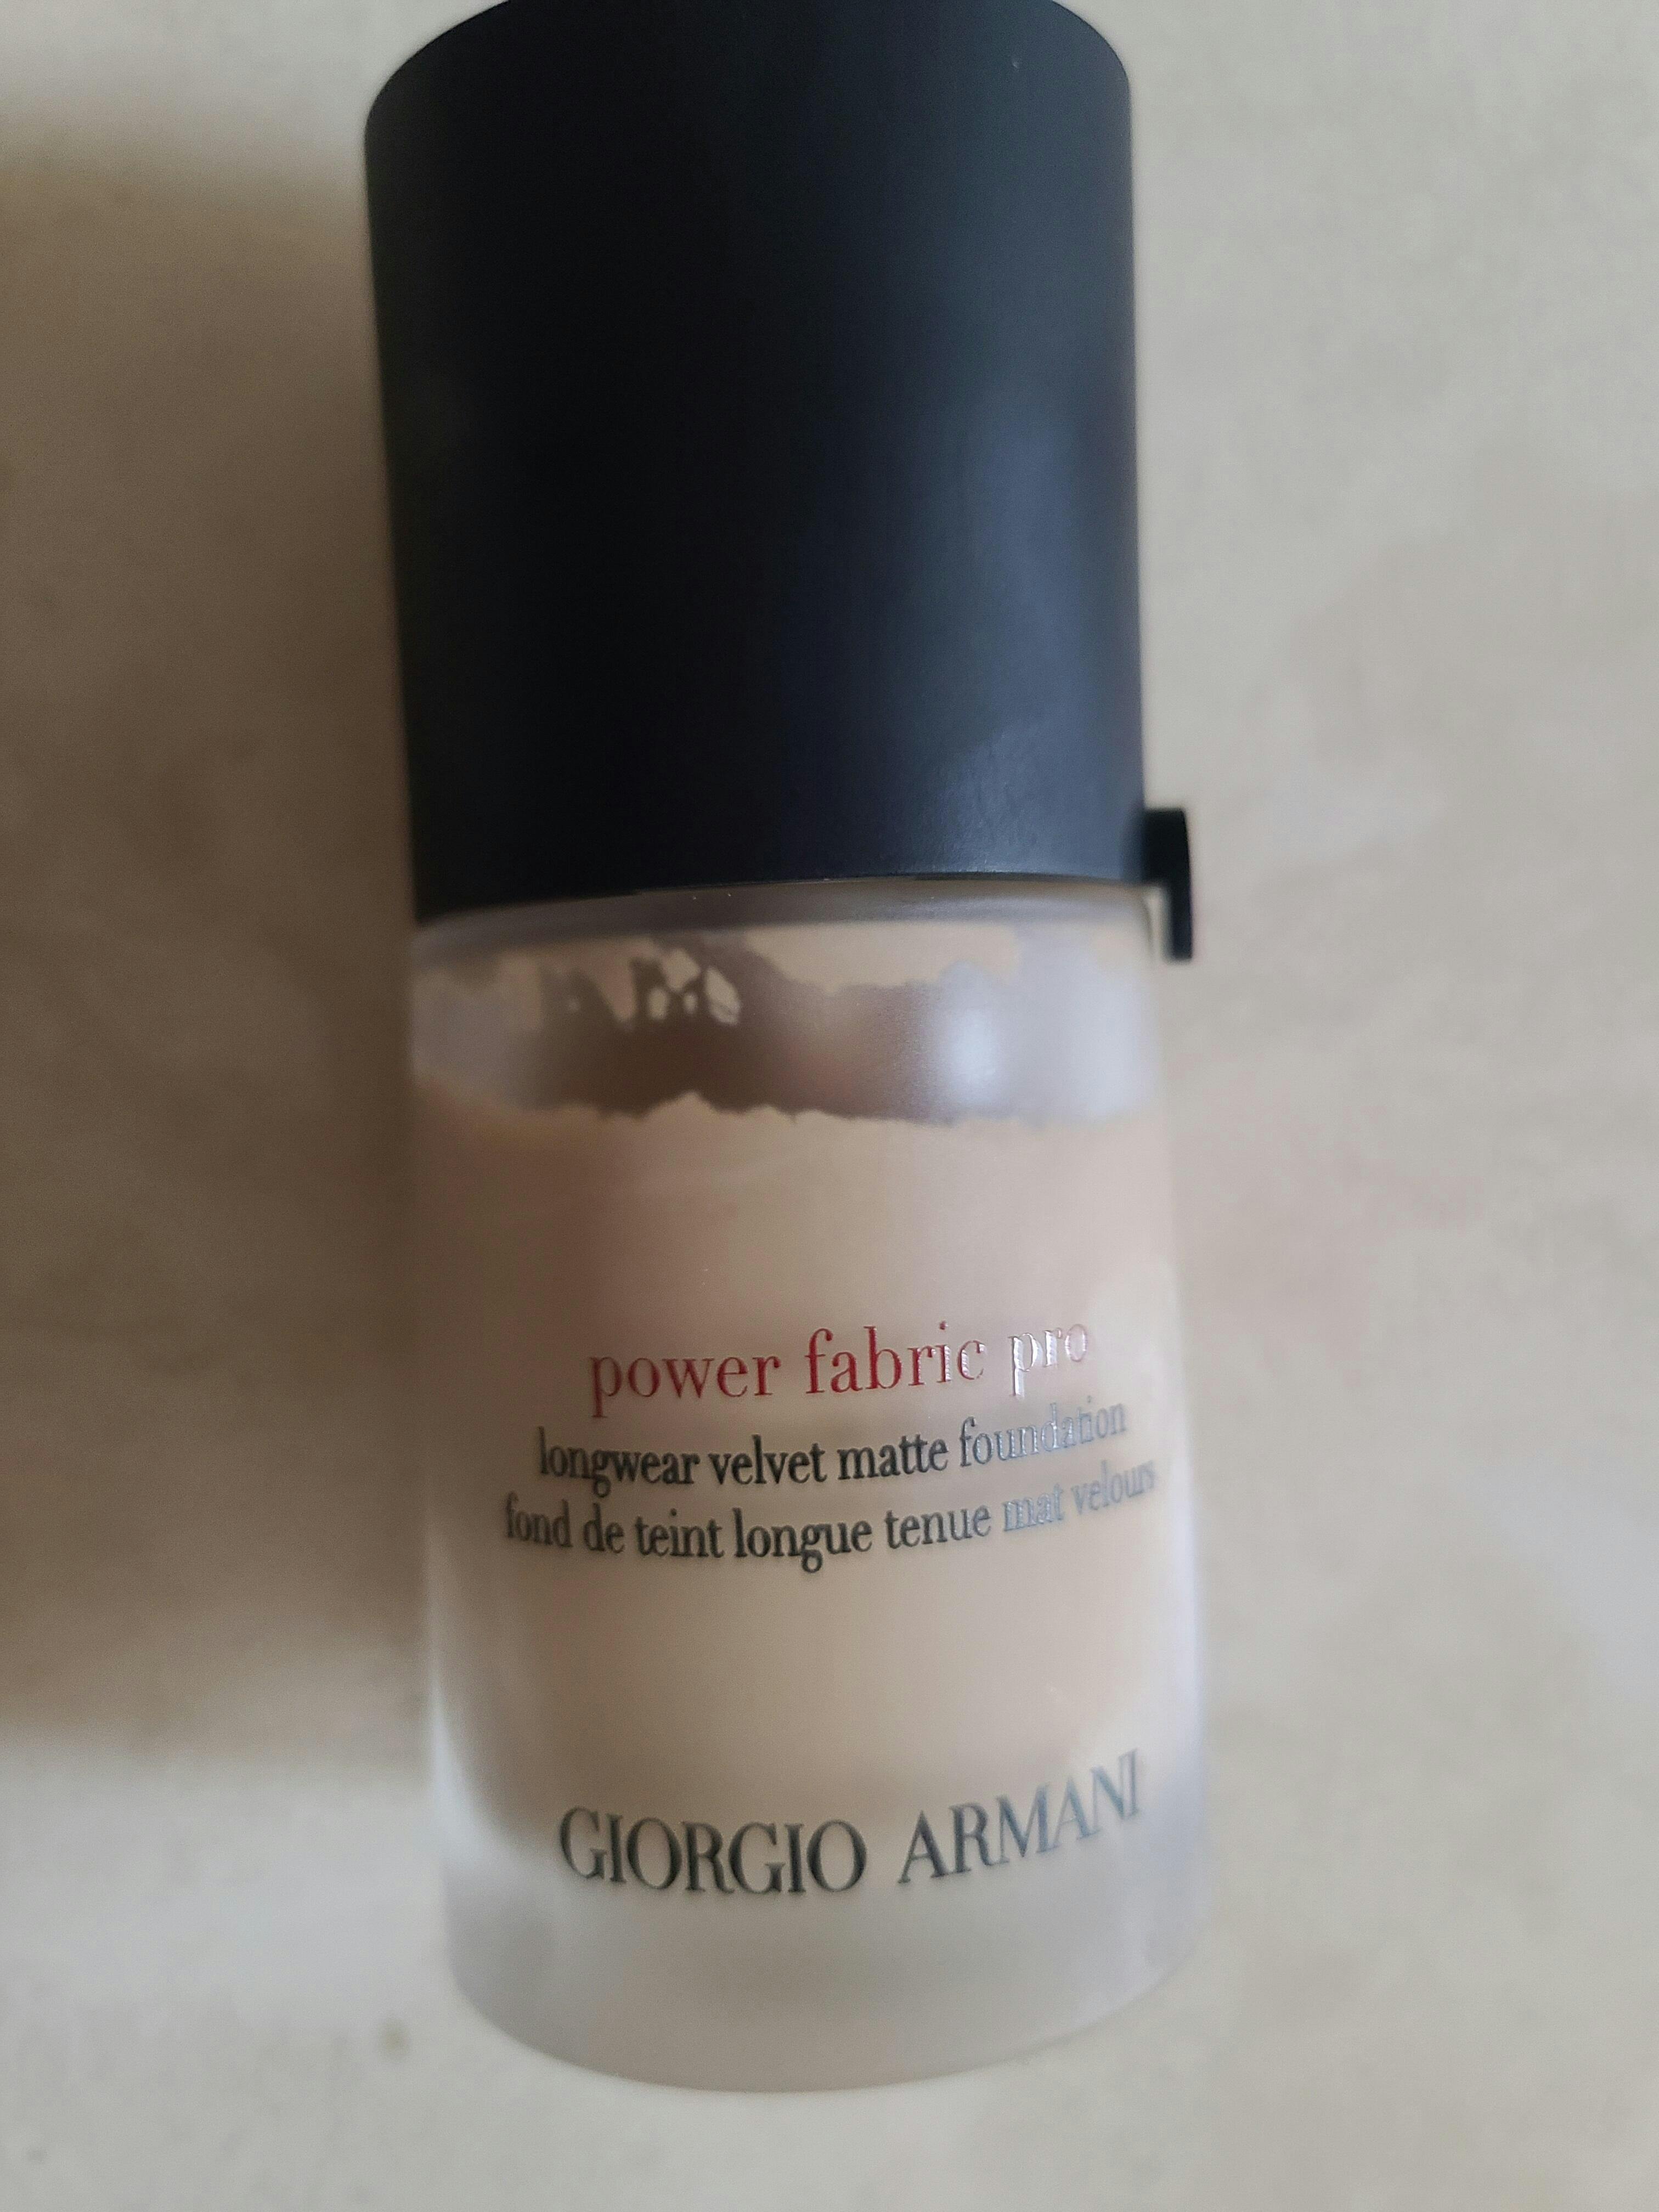 power fabric pro
longwear velvet matte foundation
fond de teint longue tenue mat velours
GIORGIO ARMANI